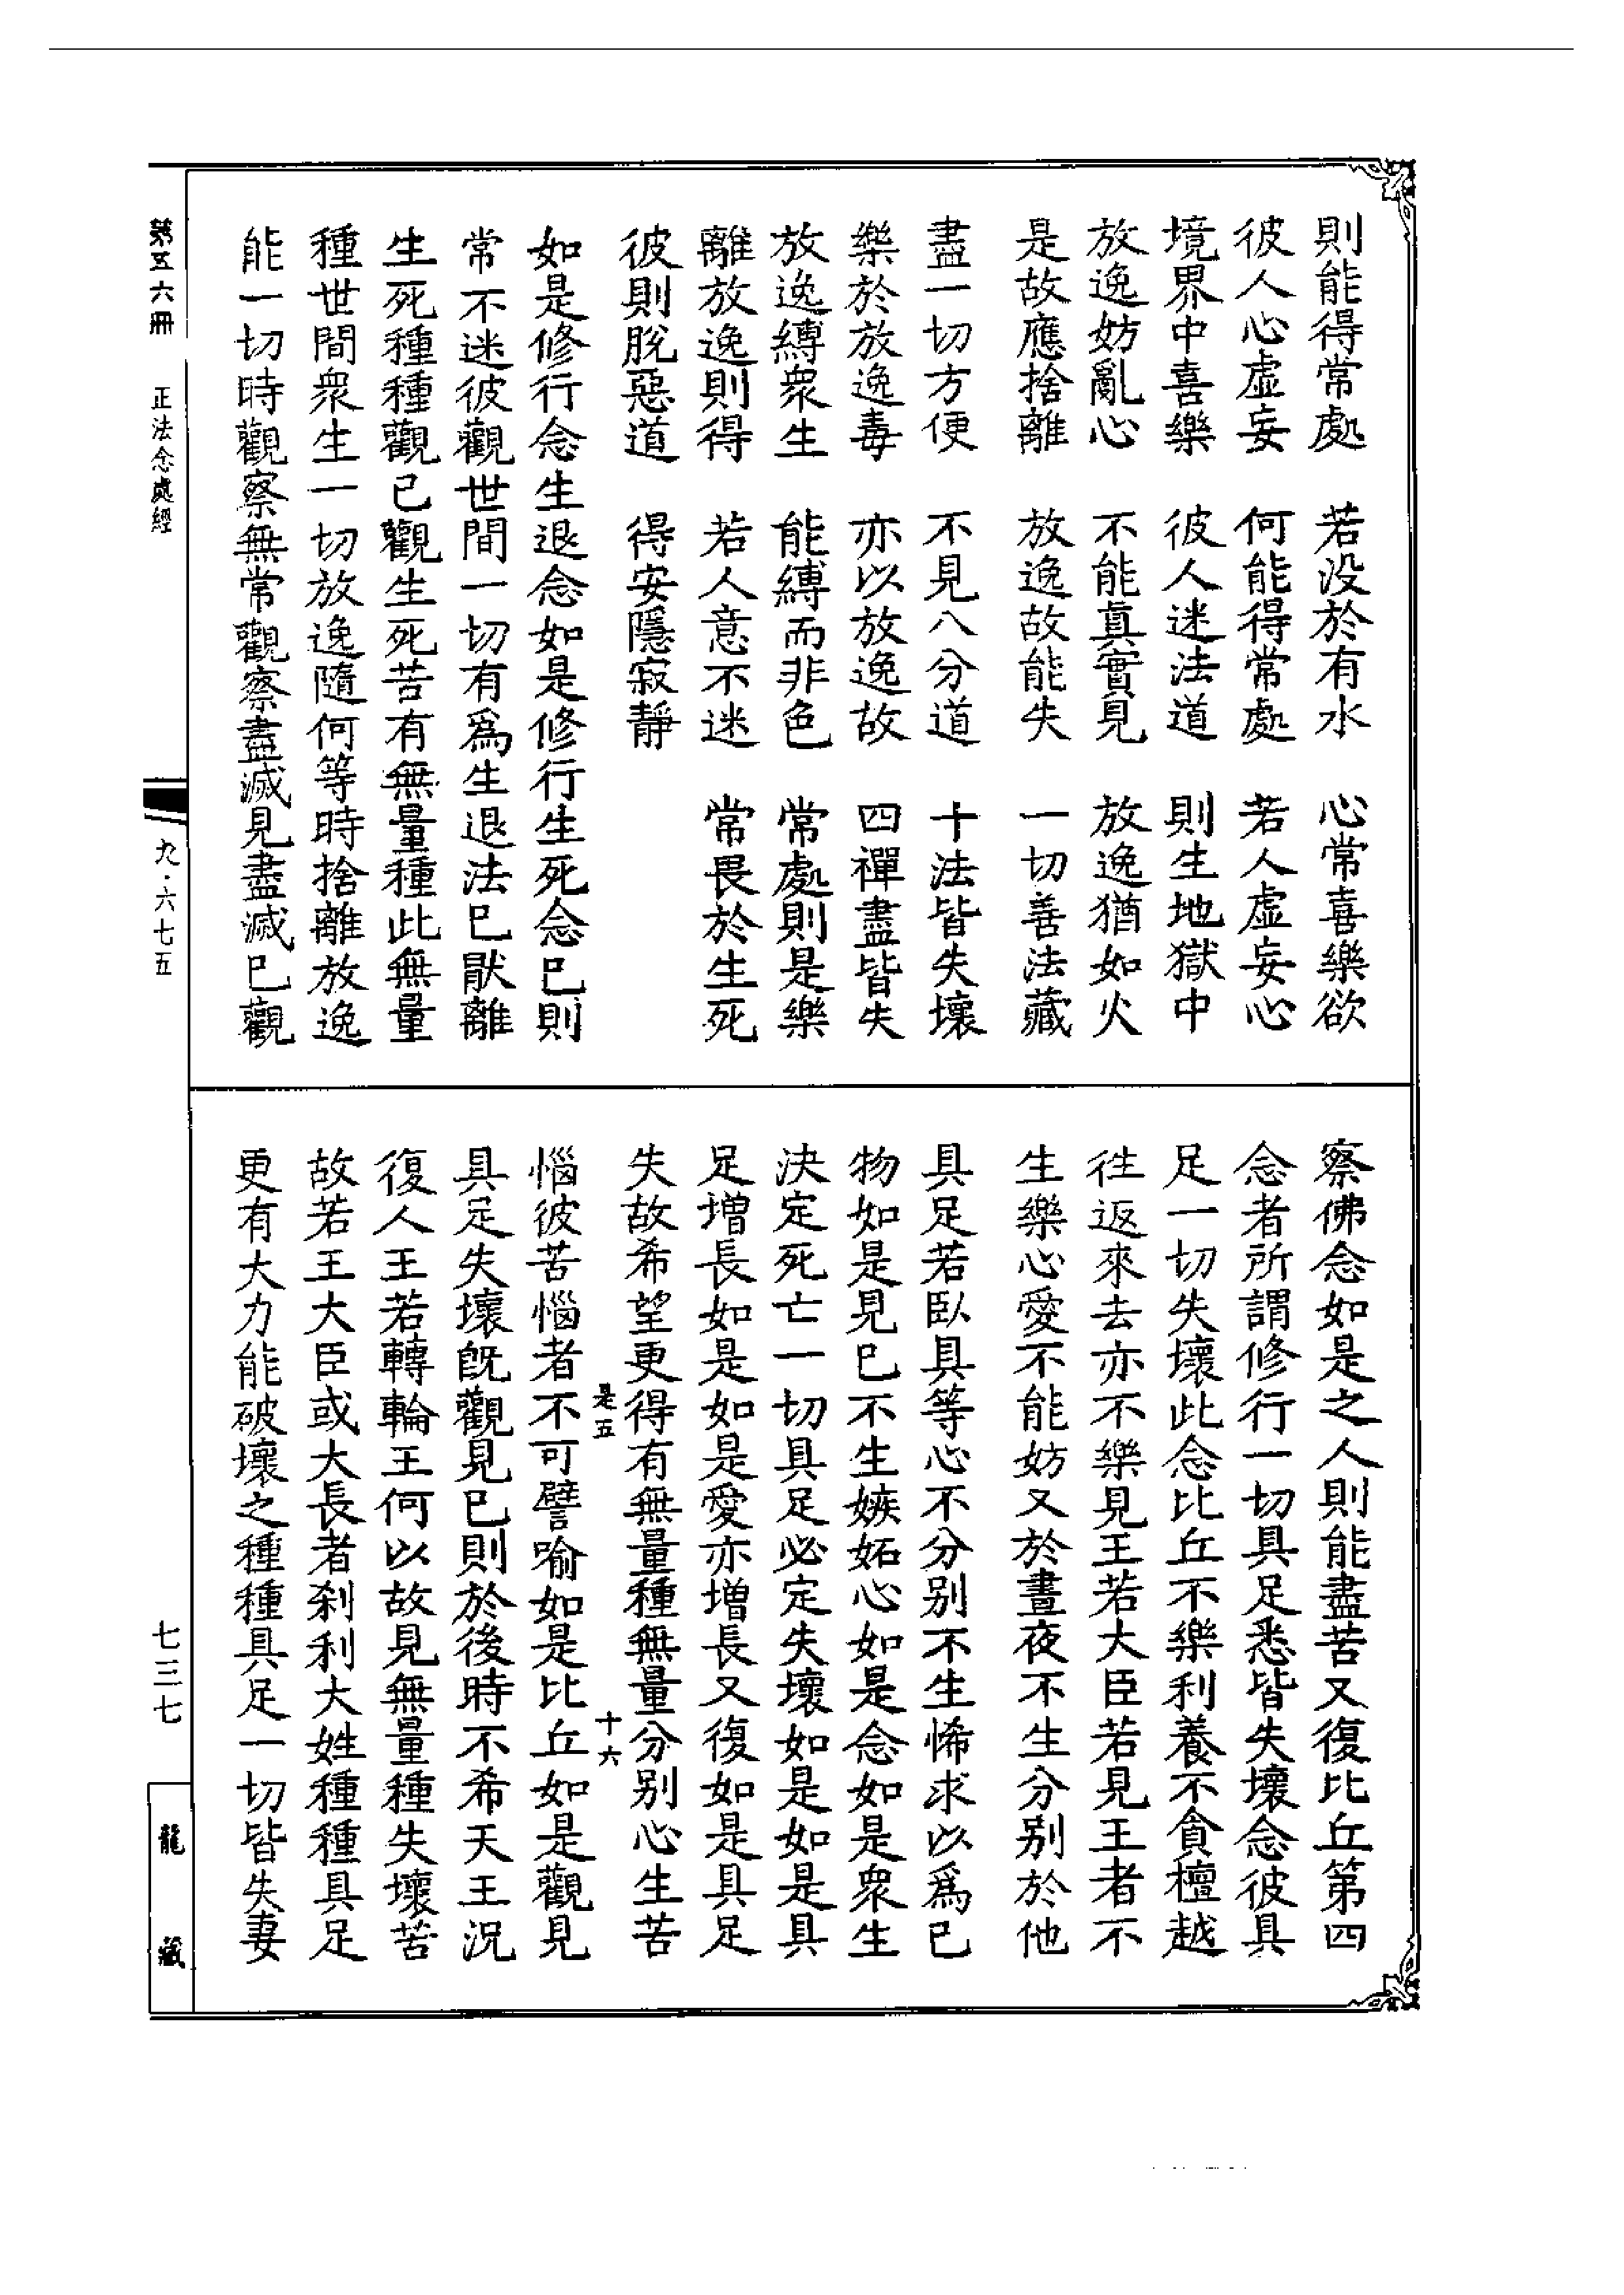 則能得常處　若没於有水　心常喜樂欲
彼人心虛妄　何能得常處　若人虛妄心
境界中喜樂　彼人迷法道　則生地獄中
放逸妨亂心　不能眞實見　放逸猶如火
是故應捨離　放逸故能失　一切善法藏
盡一切方便　不見八分道　十法皆失壞
樂於放逸毒　亦以放逸故　四禪盡皆失
放逸縛衆生　能縛而非色　常處則是樂
離放逸則得　若人意不迷　常畏於生死
彼則脫惡道　得安隱寂靜
如是修行念生退念如是修行生死念已則
常不迷彼觀世間一切有爲生退法已厭離
生死種種觀已觀生死苦有無量種此無量
種世間衆生一切放逸隨何等時捨離放逸
能一切時觀察無常觀察盡滅見盡滅已觀
察佛念如是之人則能盡苦又復比丘第四
念者所謂修行一切具足悉皆失壞念彼具
足一切失壞此念比丘不樂利養不貪檀越
往返來去亦不樂見王若大臣若見王者不
生樂心愛不能妨又於晝夜不生分别於他
具足若臥具等心不分别不生悕求以爲已
物如是見已不生嫉妬心如是念如是衆生
決定死亡一切具足必定失壞如是如是具
足增長如是如是愛亦增長又復如是具足
失故希望更得有無量種無量分别心生苦
是五　十六
惱彼苦惱者不可譬喻如是比丘如是觀見
具足失壞旣觀見已則於後時不希天王況
復人王若轉輪王何以故見無量種失壞苦
故若王大臣或大長者刹利大姓種種具足
更有大力能破壞之種種具足一切皆失妻
第五六冊　正法念處經　九·六七五　七三七　龍藏